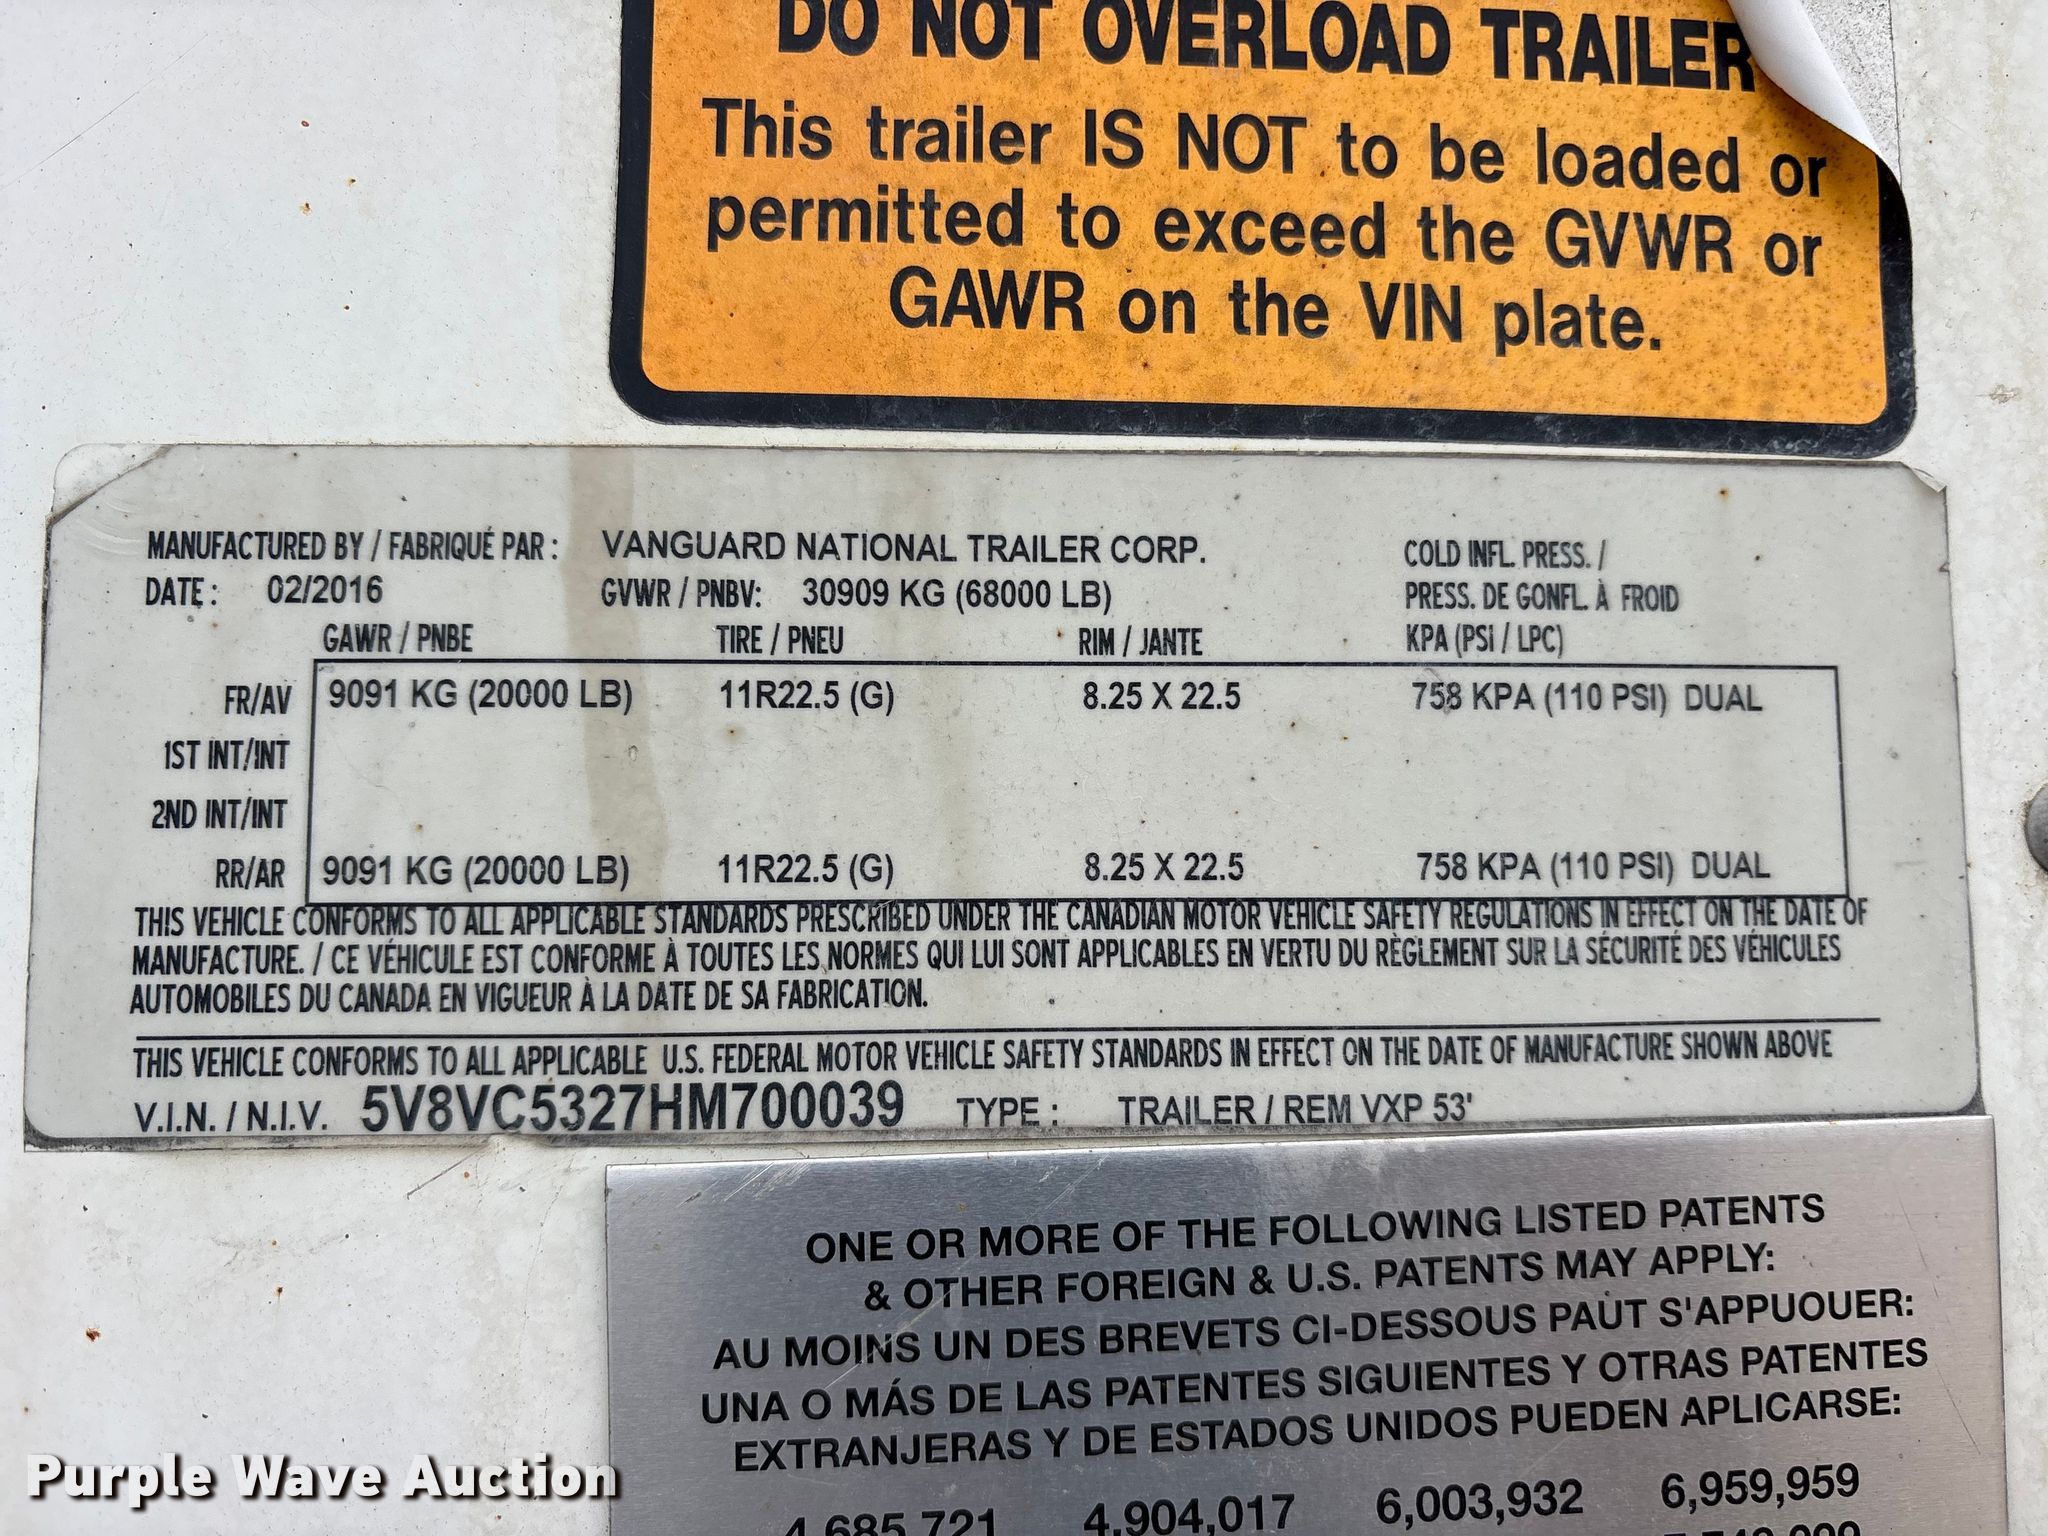 DO NOT OVERLOAD TRAILER
This trailer IS NOT to be loaded or
permitted to exceed the GVWR or
GAWR on the VIN plate.
MANUFACTURED BY / FABRIQUÉ PAR : VANGUARD NATIONAL TRAILER CORP. COLD INFL. PRESS. /
DATE : 02/2016 GVWR / PNBV: 30909 KG (68000 LB) PRESS. DE GONFL. À FROID
GAWR / PNBE TIRE / PNEU RIM / JANTE KPA (PSI / LPC)
FR/AV 9091 KG (20000 LB) 11R22.5 (G) 8.25 X 22.5 758 KPA (110 PSI) DUAL
1ST INT/INT
2ND INT/INT
RR/AR 9091 KG (20000 LB) 11R22.5 (G) 8.25 X 22.5 758 KPA (110 PSI) DUAL
THIS VEHICLE CONFORMS TO ALL APPLICABLE STANDARDS PRESCRIBED UNDER THE CANADIAN MOTOR VEHICLE SAFETY REGULATIONS IN EFFECT ON THE DATE OF
MANUFACTURE. / CE VÉHICULE EST CONFORME À TOUTES LES NORMES QUI LUI SONT APPLICABLES EN VERTU DU RÈGLEMENT SUR LA SÉCURITÉ DES VÉHICULES
AUTOMOBILES DU CANADA EN VIGUEUR À LA DATE DE SA FABRICATION.
THIS VEHICLE CONFORMS TO ALL APPLICABLE U.S. FEDERAL MOTOR VEHICLE SAFETY STANDARDS IN EFFECT ON THE DATE OF MANUFACTURE SHOWN ABOVE
V.I.N. / N.I.V. 5V8VC5327HM700039 TYPE : TRAILER / REM VXP 53'
ONE OR MORE OF THE FOLLOWING LISTED PATENTS
& OTHER FOREIGN & U.S. PATENTS MAY APPLY:
AU MOINS UN DES BREVETS CI-DESSOUS PAUT S'APPUOUER:
UNA O MÁS DE LAS PATENTES SIGUIENTES Y OTRAS PATENTES
EXTRANJERAS Y DE ESTADOS UNIDOS PUEDEN APLICARSE:
4,685,721 4,904,017 6,003,932 6,959,959
Purple Wave Auction